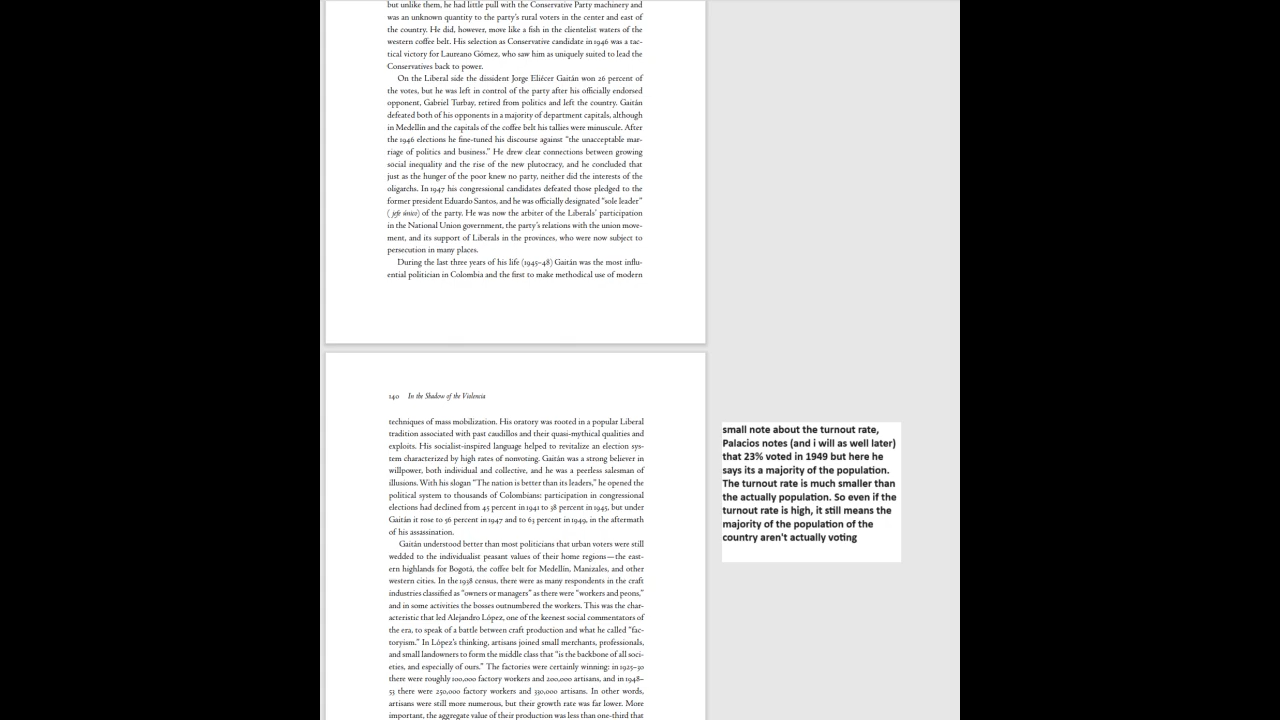 but unlike them, he had little pull with the Conservative Party machinery and
was an unknown quantity to the party's rural voters in the center and east of
the country. He did, however, move like a fish in the clientelist waters of the
western coffee belt. His selection as Conservative candidate in 1946 was a tac-
tical victory for Laureano Gómez, who saw him as uniquely suited to lead the
Conservatives back to power.
On the Liberal side the dissident Jorge Eliécer Gaitán won 26 percent of
the votes, but he was left in control of the party after his officially endorsed
opponent, Gabriel Turbay, retired from politics and left the country. Gaitán
defeated both of his opponents in a majority of department capitals, although
in Medellín and the capitals of the coffee belt his tallies were minuscule. After
the 1946 elections he fine-tuned his discourse against “the unacceptable mar-
riage of politics and business.” He drew clear connections between growing
social inequality and the rise of the new plutocracy, and he concluded that
just as the hunger of the poor knew no party, neither did the interests of the
oligarchs. In 1947 his congressional candidates defeated those pledged to the
former president Eduardo Santos, and he was officially designated “sole leader”
(jefe único) of the party. He was now the arbiter of the Liberals’ participation
in the National Union government, the party’s relations with the union move-
ment, and its support of Liberals in the provinces, who were now subject to
persecution in many places.
During the last three years of his life (1945–48) Gaitán was the most influ-
ential politician in Colombia and the first to make methodical use of modern
140 In the Shadow of the Violencia
techniques of mass mobilization. His oratory was rooted in a popular Liberal
tradition associated with past caudillos and their quasi-mythical qualities and
exploits. His socialist-inspired language helped to revitalize an election sys-
tem characterized by high rates of nonvoting. Gaitán was a strong believer in
willpower, both individual and collective, and he was a peerless salesman of
illusions. With his slogan “The nation is better than its leaders,” he opened the
political system to thousands of Colombians: participation in congressional
elections had declined from 45 percent in 1941 to 38 percent in 1945, but under
Gaitán it rose to 56 percent in 1947 and to 63 percent in 1949, in the aftermath
of his assassination.
Gaitán understood better than most politicians that urban voters were still
wedded to the individualist peasant values of their home regions—the east-
ern highlands for Bogotá, the coffee belt for Medellín, Manizales, and other
western cities. In the 1938 census, there were as many respondents in the craft
industries classified as “owners or managers” as there were “workers and peons,”
and in some activities the bosses outnumbered the workers. This was the char-
acteristic that led Alejandro López, one of the keenest social commentators of
the era, to speak of a battle between craft production and what he called “fac-
toryism.” In López’s thinking, artisans joined small merchants, professionals,
and small landowners to form the middle class that “is the backbone of all soci-
eties, and especially of ours.” The factories were certainly winning: in 1925–30
there were roughly 100,000 factory workers and 200,000 artisans, and in 1948–
53 there were 250,000 factory workers and 330,000 artisans. In other words,
artisans were still more numerous, but their growth rate was far lower. More
important, the aggregate value of their production was less than one-third that
small note about the turnout rate,
Palacios notes (and i will as well later)
that 23% voted in 1949 but here he
says its a majority of the population.
The turnout rate is much smaller than
the actually population. So even if the
turnout rate is high, it still means the
majority of the population of the
country aren't actually voting